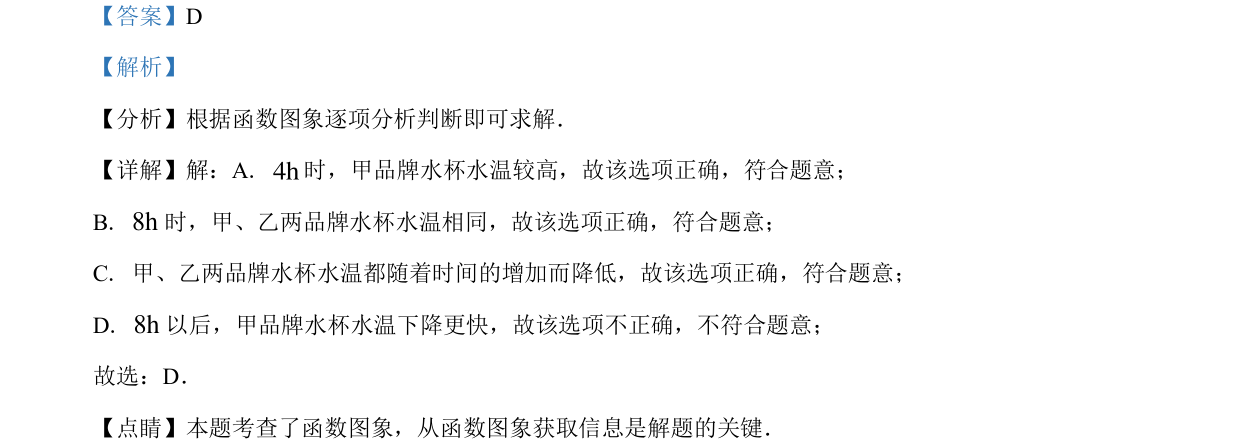 【答案】D
【解析】
【分析】根据函数图象逐项分析判断即可求解．
【详解】解：A. 4h时，甲品牌水杯水温较高，故该选项正确，符合题意；
B. 8h 时，甲、乙两品牌水杯水温相同，故该选项正确，符合题意；
C. 甲、乙两品牌水杯水温都随着时间的增加而降低，故该选项正确，符合题意；
D. 8h 以后，甲品牌水杯水温下降更快，故该选项不正确，不符合题意；
故选：D．
【点睛】本题考查了函数图象，从函数图象获取信息是解题的关键．